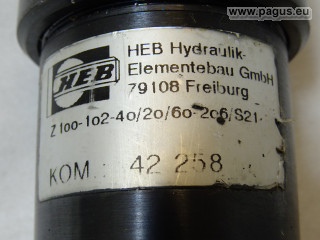 www.pagus.eu
HEB
HEB Hydraulik-
Elementebau GmbH
79108 Freiburg
Z100-102-40/20/60-206/S21
KOM.: 42 258